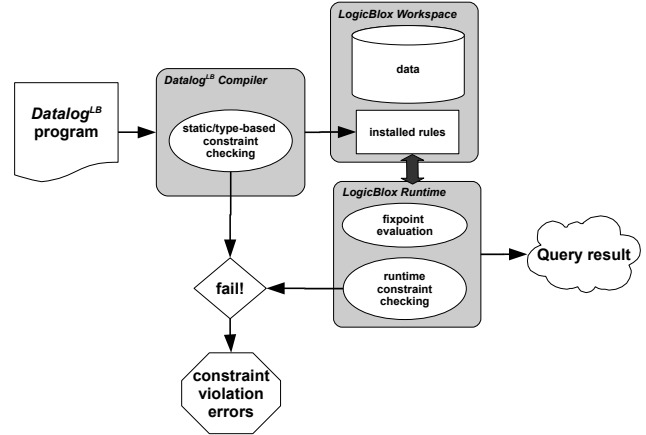 LogicBlox Workspace
data
installed rules
Datalog^LB Compiler
static/type-based
constraint
checking
Datalog^LB
program
LogicBlox Runtime
fixpoint
evaluation
runtime
constraint
checking
Query result
fail!
constraint
violation
errors